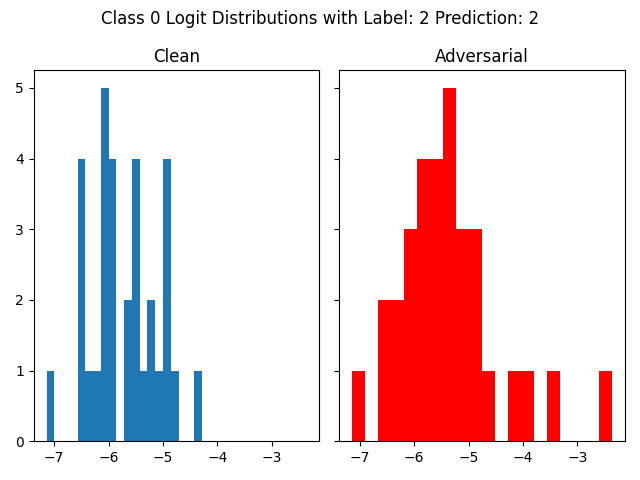 Class 0 Logit Distributions with Label: 2 Prediction: 2
Clean
Adversarial
5
4
3
2
1
0
−7 −6 −5 −4 −3
−7 −6 −5 −4 −3